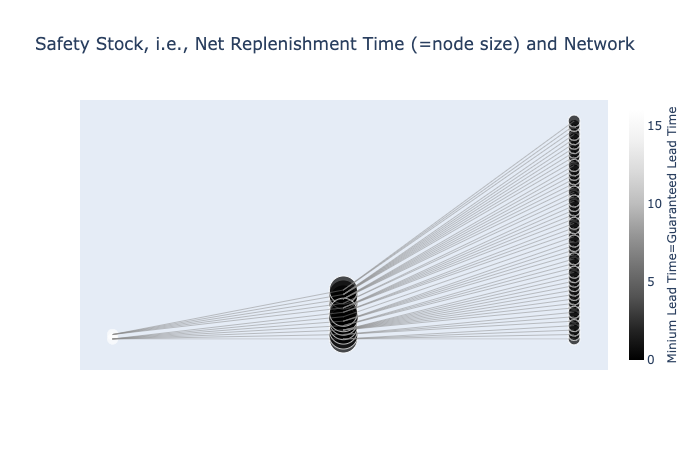 Safety Stock, i.e., Net Replenishment Time (=node size) and Network
15
10
5
0
Minium Lead Time=Guaranteed Lead Time